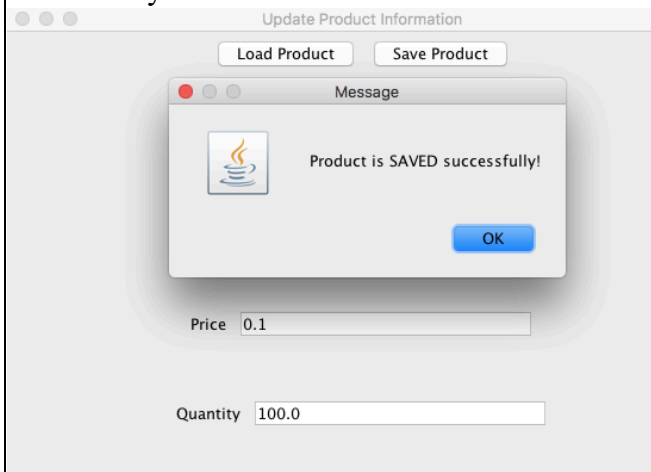 Update Product Information
Load Product Save Product
Message
Product is SAVED successfully!
OK
Price 0.1
Quantity 100.0